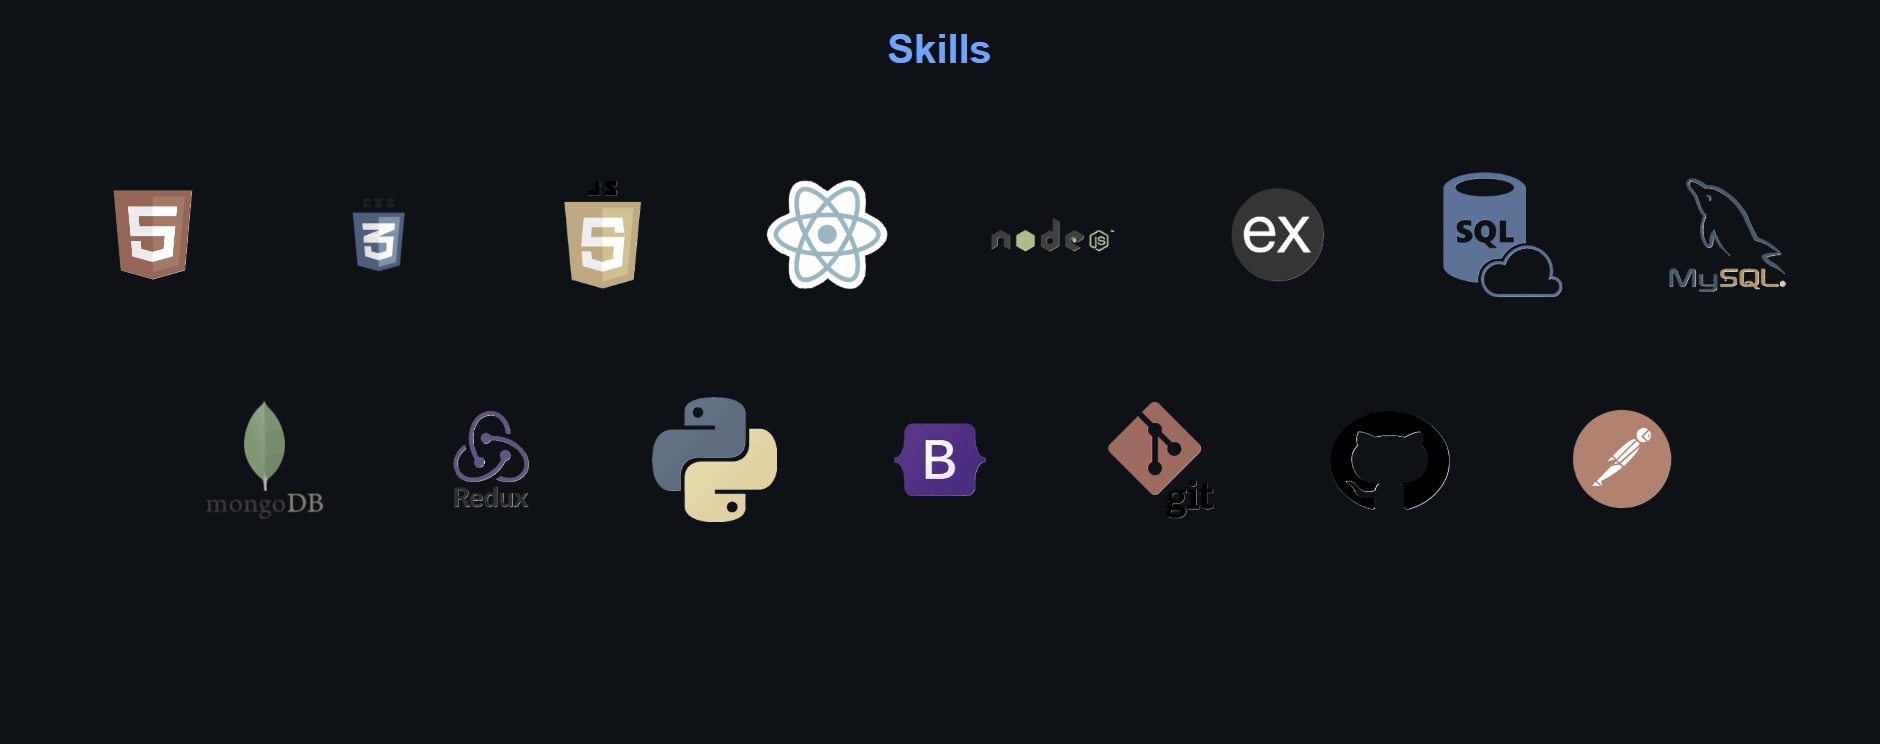 Skills
5
CSS
3
JS
5
node
JS
ex
SQL
MySQL.
mongoDB
Redux
B
git